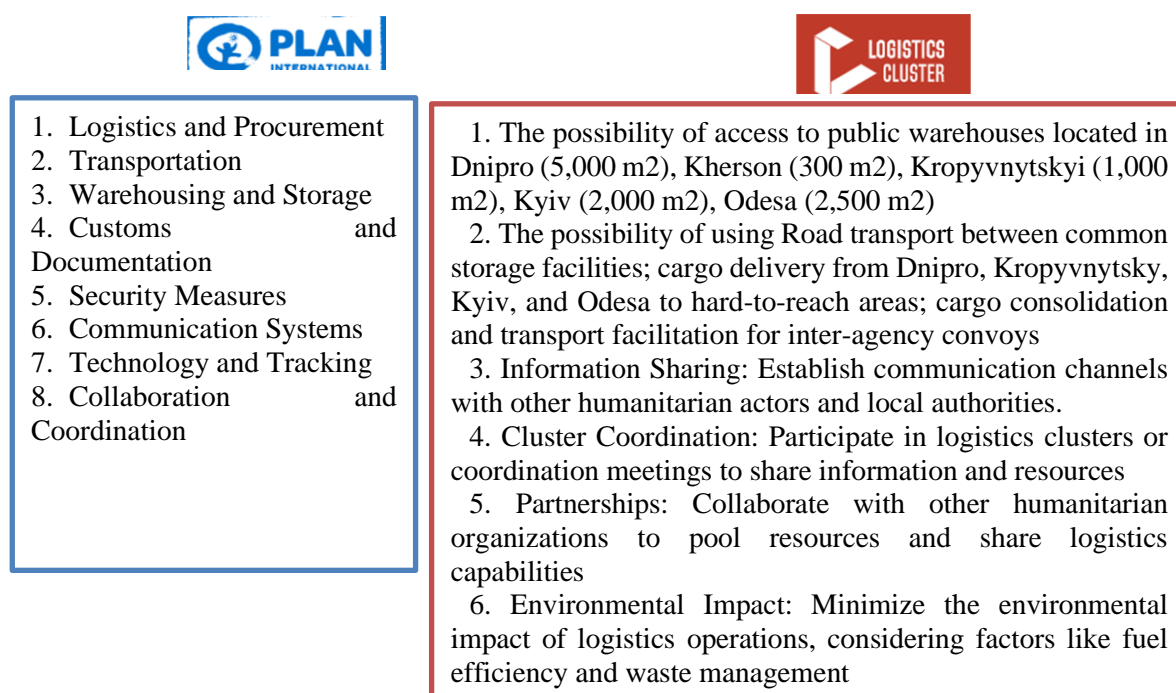 PLAN
INTERNATIONAL
LOGISTICS
CLUSTER
1. Logistics and Procurement
2. Transportation
3. Warehousing and Storage
4. Customs and
Documentation
5. Security Measures
6. Communication Systems
7. Technology and Tracking
8. Collaboration and
Coordination
1. The possibility of access to public warehouses located in
Dnipro (5,000 m2), Kherson (300 m2), Kropyvnytskyi (1,000
m2), Kyiv (2,000 m2), Odesa (2,500 m2)
2. The possibility of using Road transport between common
storage facilities; cargo delivery from Dnipro, Kropyvnytsky,
Kyiv, and Odesa to hard-to-reach areas; cargo consolidation
and transport facilitation for inter-agency convoys
3. Information Sharing: Establish communication channels
with other humanitarian actors and local authorities.
4. Cluster Coordination: Participate in logistics clusters or
coordination meetings to share information and resources
5. Partnerships: Collaborate with other humanitarian
organizations to pool resources and share logistics
capabilities
6. Environmental Impact: Minimize the environmental
impact of logistics operations, considering factors like fuel
efficiency and waste management